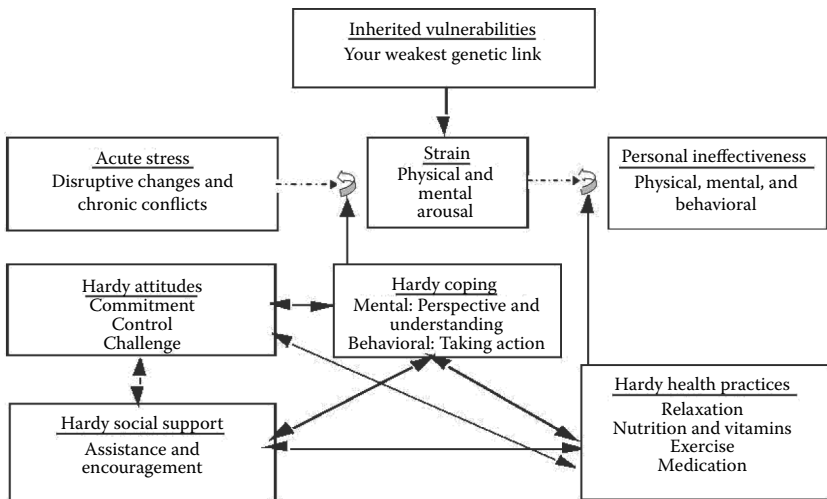 Inherited vulnerabilities
Your weakest genetic link
Acute stress
Disruptive changes and
chronic conflicts
Strain
Physical and
mental
arousal
Personal ineffectiveness
Physical, mental, and
behavioral
Hardy attitudes
Commitment
Control
Challenge
Hardy coping
Mental: Perspective and
understanding
Behavioral: Taking action
Hardy social support
Assistance and
encouragement
Hardy health practices
Relaxation
Nutrition and vitamins
Exercise
Medication